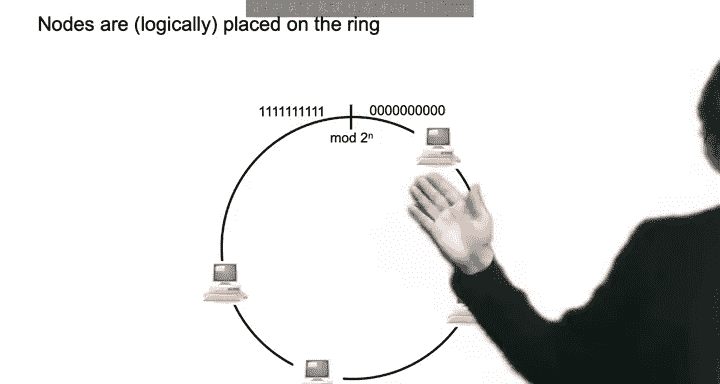 Nodes are (logically) placed on the ring
1111111111 0000000000
mod 2ⁿ